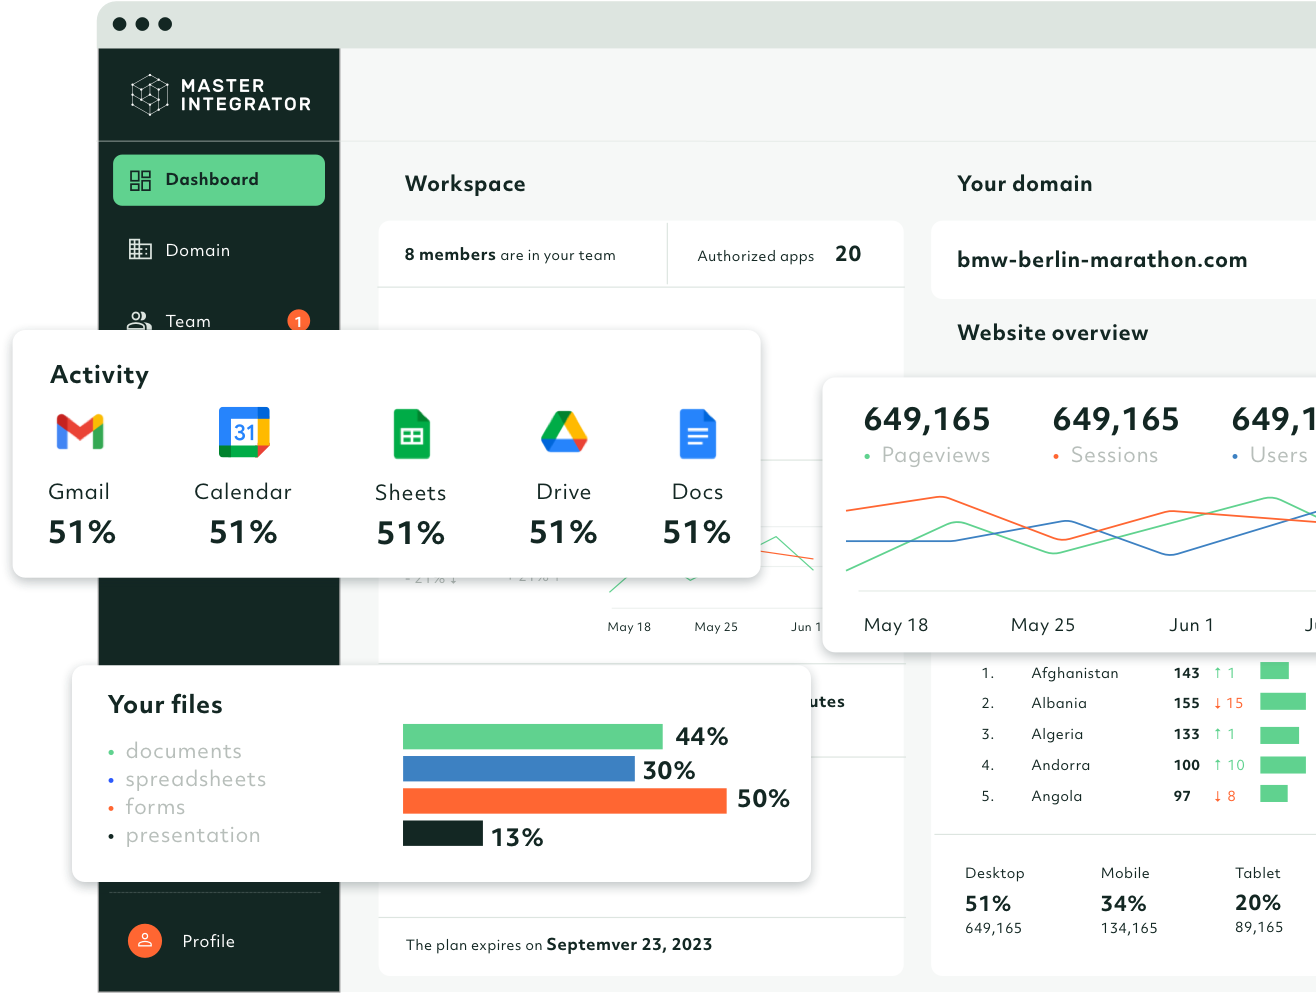 MASTER
INTEGRATOR
Dashboard
Domain
Team 1
Workspace
8 members are in your team
Authorized apps 20
Your domain
bmw-berlin-marathon.com
Website overview
Activity
Gmail Calendar Sheets Drive Docs
31
51% 51% 51% 51% 51%
- 21% ↓
May 18 May 25 Jun 1
649,165 649,165 649,1
• Pageviews • Sessions • Users
May 18 May 25 Jun 1
1. Afghanistan 143 ↑ 1
2. Albania 155 ↓ 15
3. Algeria 133 ↑ 1
4. Andorra 100 ↑ 10
5. Angola 97 ↓ 8
Desktop Mobile Tablet
51% 34% 20%
649,165 134,165 89,165
Your files
• documents
• spreadsheets
• forms
• presentation
44%
30%
50%
13%
utes
The plan expires on Septemver 23, 2023
Profile